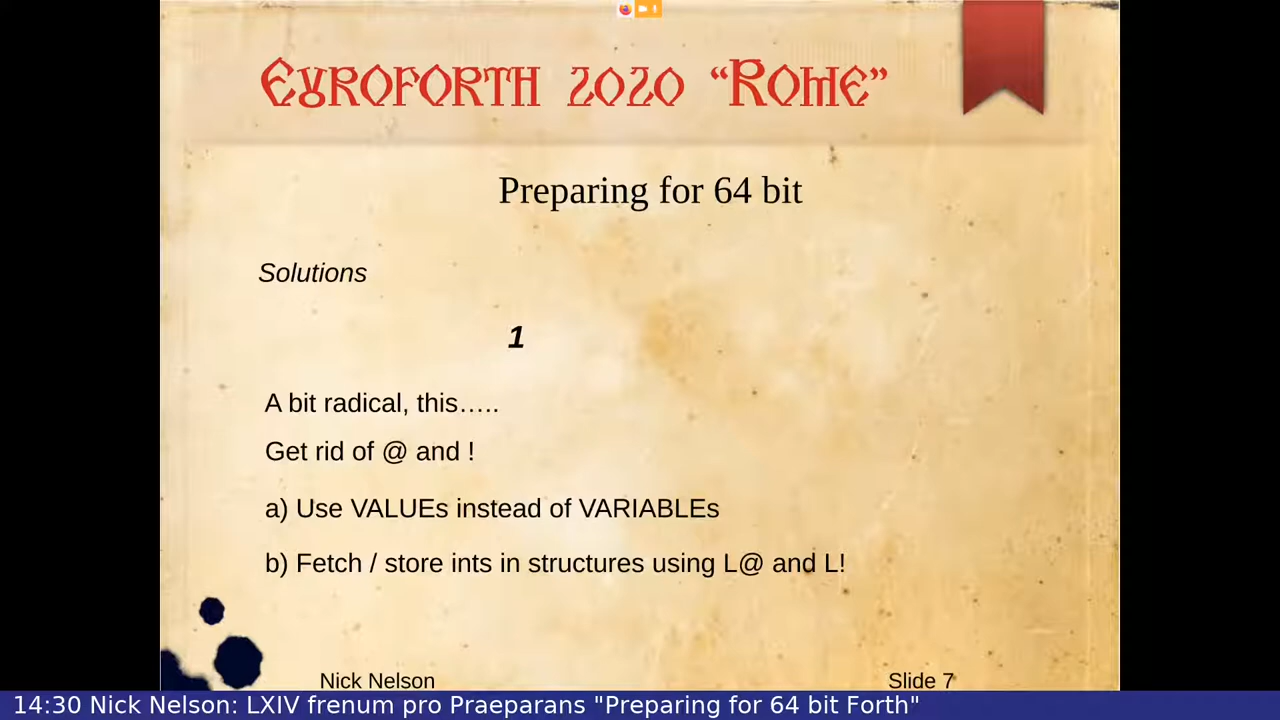 EUROFORTH 2020 “ROME”
Preparing for 64 bit
Solutions
1
A bit radical, this…..
Get rid of @ and !
a) Use VALUEs instead of VARIABLEs
b) Fetch / store ints in structures using L@ and L!
Nick Nelson
Slide 7
14:30 Nick Nelson: LXIV frenum pro Praeparans "Preparing for 64 bit Forth"